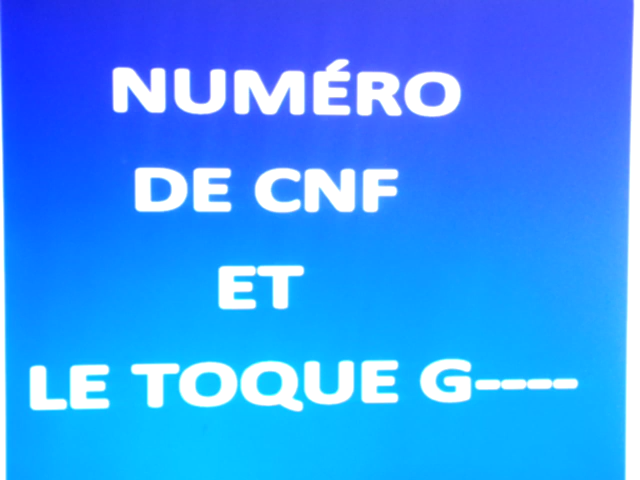 NUMÉRO
DE CNF
ET
LE TOQUE G----